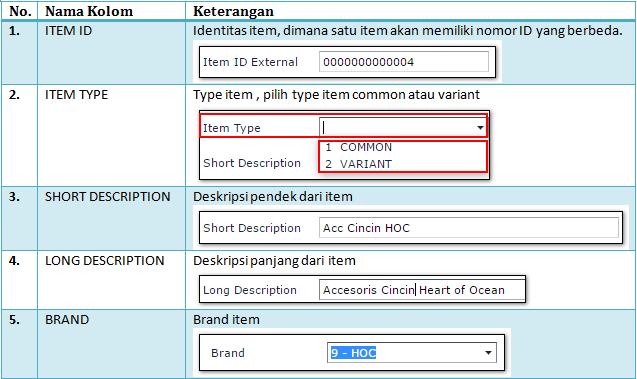 No. Nama Kolom Keterangan
1. ITEM ID Identitas item, dimana satu item akan memiliki nomor ID yang berbeda.
Item ID External 0000000000004
2. ITEM TYPE Type item , pilih type item common atau variant
Item Type
1 COMMON
Short Description 2 VARIANT
3. SHORT DESCRIPTION Deskripsi pendek dari item
Short Description Acc Cincin HOC
4. LONG DESCRIPTION Deskripsi panjang dari item
Long Description Accesoris Cincin Heart of Ocean
5. BRAND Brand item
Brand 9 - HOC